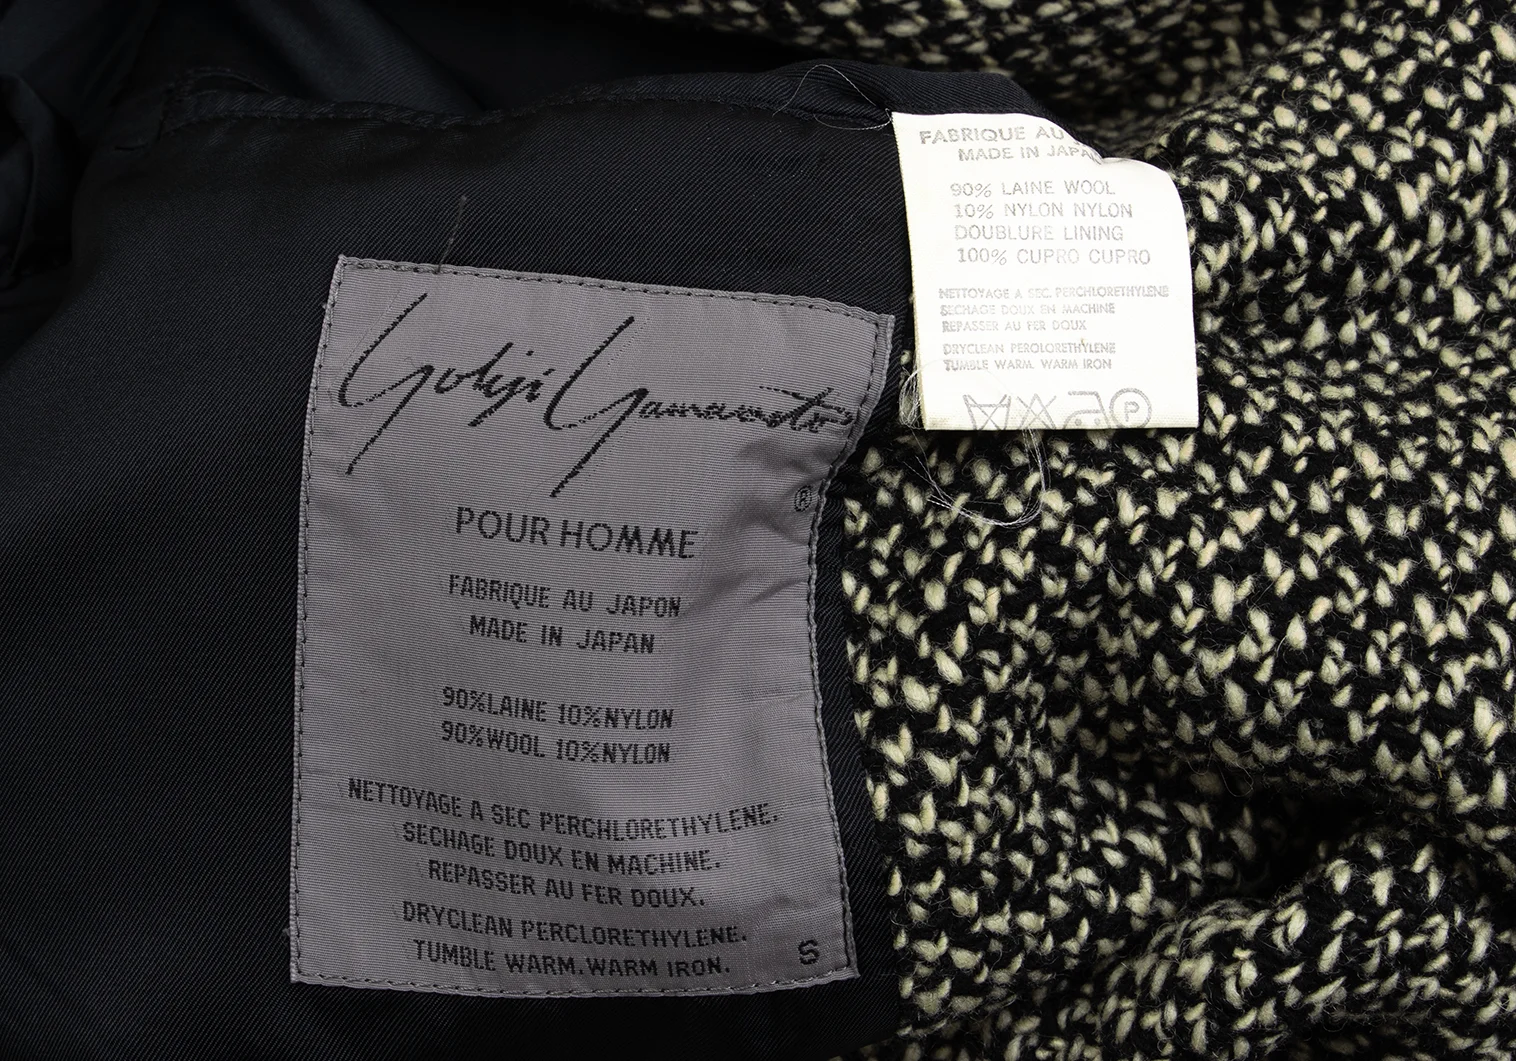 Yohji Yamamoto
®
POUR HOMME
FABRIQUE AU JAPON
MADE IN JAPAN
90%LAINE 10%NYLON
90%WOOL 10%NYLON
NETTOYAGE A SEC PERCHLORETHYLENE.
SECHAGE DOUX EN MACHINE.
REPASSER AU FER DOUX.
DRYCLEAN PERCLORETHYLENE.
TUMBLE WARM.WARM IRON.
S
FABRIQUE AU
MADE IN JAPAN
90% LAINE WOOL
10% NYLON NYLON
DOUBLURE LINING
100% CUPRO CUPRO
NETTOYAGE A SEC. PERCHLORETHYLENE
SECHAGE DOUX EN MACHINE
REPASSER AU FER DOUX
DRYCLEAN PEROLORETHYLENE
TUMBLE WARM. WARM IRON
P